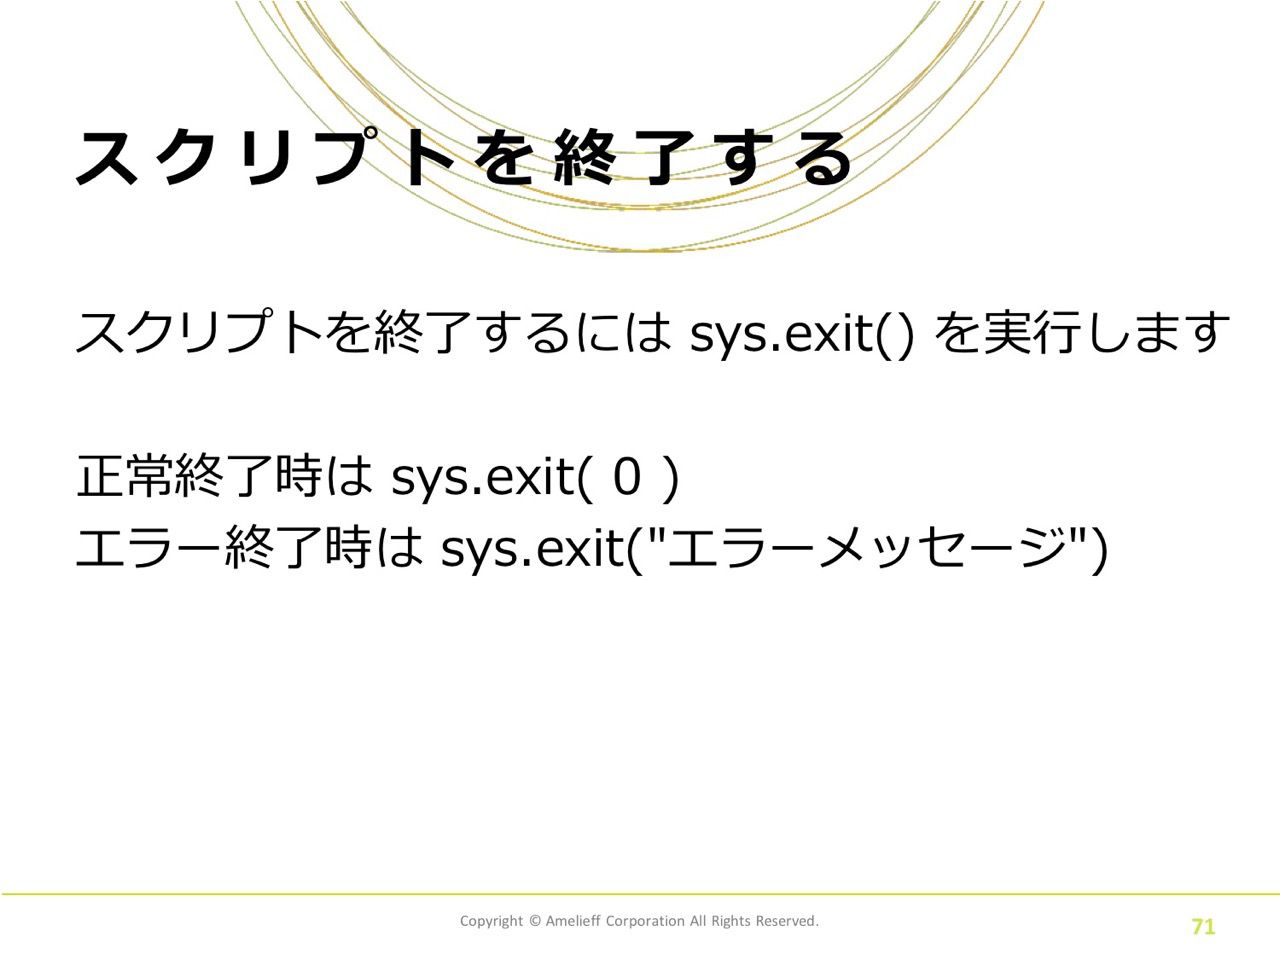 スクリプトを終了する
スクリプトを終了するには sys.exit() を実行します
正常終了時は sys.exit( 0 )
エラー終了時は sys.exit("エラーメッセージ")
Copyright © Amelieff Corporation All Rights Reserved.
71